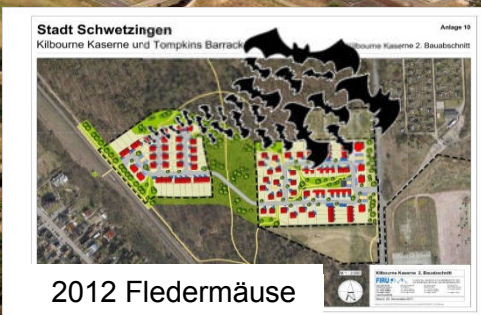 Stadt Schwetzingen
Anlage 10
Kilbourne Kaserne und Tompkins Barrack
Kilbourne Kaserne 2. Bauabschnitt
Kilbourne Kaserne 2. Bauabschnitt
FIRU
2012 Fledermäuse